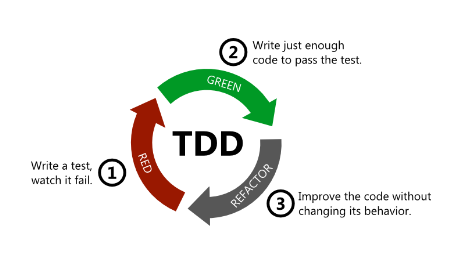 2
Write just enough
code to pass the test.
GREEN
TDD
Write a test,
watch it fail.
1
RED
REFACTOR
3
Improve the code without
changing its behavior.